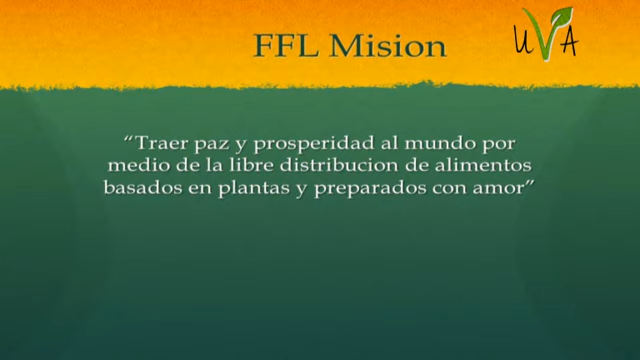 FFL Mision
UVA
“Traer paz y prosperidad al mundo por
medio de la libre distribucion de alimentos
basados en plantas y preparados con amor”